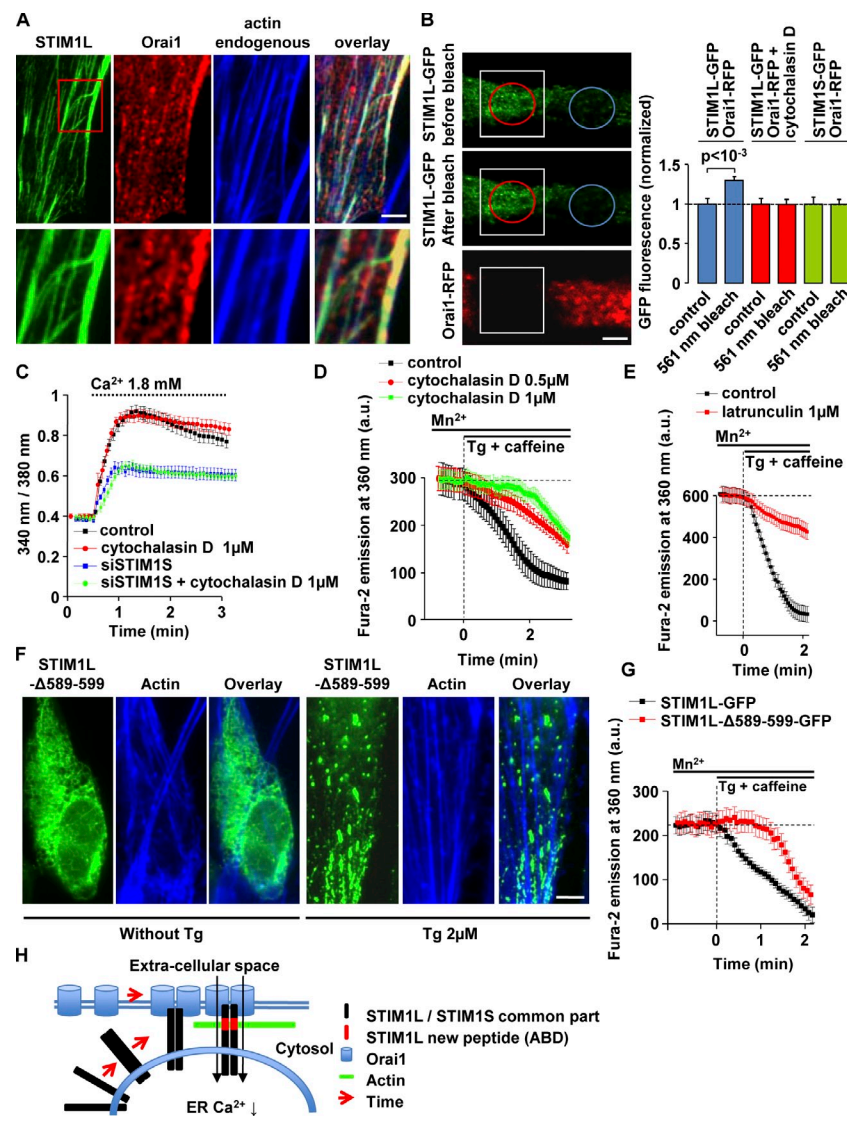 A
STIM1L
Orai1
actin
endogenous
overlay
B
STIM1L-GFP
before bleach
STIM1L-GFP
After bleach
Orai1-RFP
STIM1L-GFP
Orai1-RFP
STIM1L-GFP
Orai1-RFP +
cytochalasin D
STIM1S-GFP
Orai1-RFP
GFP fluorescence (normalized)
p<10-3
1.5
1
0.5
0
control
561 nm bleach
control
561 nm bleach
control
561 nm bleach
C
Ca2+ 1.8 mM
340 nm / 380 nm
1
0.8
0.6
0.4
0.2
0
control
cytochalasin D 1µM
siSTIM1S
siSTIM1S + cytochalasin D 1µM
0 1 2 3
Time (min)
D
control
cytochalasin D 0.5µM
cytochalasin D 1µM
Mn2+
Tg + caffeine
Fura-2 emission at 360 nm (a.u.)
300
200
100
0
0 2
Time (min)
E
control
latrunculin 1µM
Mn2+
Tg + caffeine
Fura-2 emission at 360 nm (a.u.)
600
400
200
0
0 2
Time (min)
F
STIM1L
-Δ589-599
Actin
Overlay
STIM1L
-Δ589-599
Actin
Overlay
Without Tg
Tg 2µM
G
STIM1L-GFP
STIM1L-Δ589-599-GFP
Mn2+
Tg + caffeine
Fura-2 emission at 360 nm (a.u.)
300
200
100
0
0 1 2
Time (min)
H
Extra-cellular space
Cytosol
ER Ca2+ ↓
STIM1L / STIM1S common part
STIM1L new peptide (ABD)
Orai1
Actin
Time